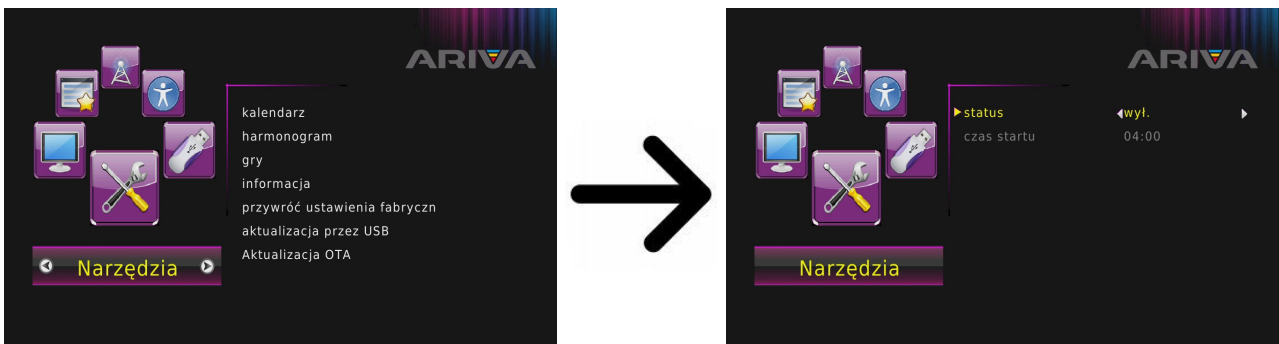 ARIVA
kalendarz
harmonogram
gry
informacja
przywróć ustawienia fabryczn
aktualizacja przez USB
Aktualizacja OTA
Narzędzia
ARIVA
status wył.
czas startu 04:00
Narzędzia